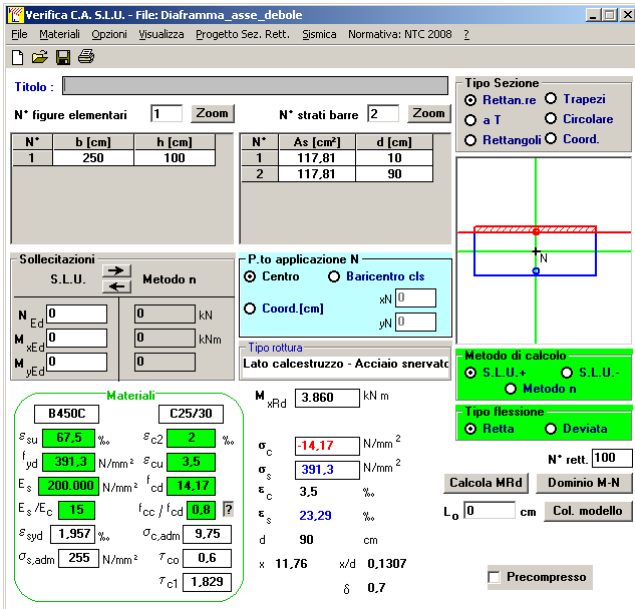 Verifica C.A. S.L.U. - File: Diaframma_asse_debole
File Materiali Opzioni Visualizza Progetto Sez. Rett. Sismica Normativa: NTC 2008 ?
Titolo :
N* figure elementari 1 Zoom N* strati barre 2 Zoom
N* b [cm] h [cm]
1 250 100
N* As [cm²] d [cm]
1 117,81 10
2 117,81 90
Tipo Sezione
Rettan.re Trapezi
a T Circolare
Rettangoli Coord.
N
Sollecitazioni
S.L.U. Metodo n
N Ed 0 0 kN
M xEd 0 0 kNm
M yEd 0 0
P.to applicazione N
Centro Baricentro cls
Coord.[cm] xN 0
yN 0
Tipo rottura
Lato calcestruzzo - Acciaio snervato
Metodo di calcolo
S.L.U.+ S.L.U.-
Metodo n
Tipo flessione
Retta Deviata
N* rett. 100
Calcola MRd Dominio M-N
L o 0 cm Col. modello
Precompresso
Materiali
B450C C25/30
ε su 67,5 ‰ ε c2 2 ‰
f yd 391,3 N/mm² ε cu 3,5
E s 200.000 N/mm² f cd 14,17
E s /E c 15 f cc / f cd 0,8 ?
ε syd 1,957 ‰ σ c,adm 9,75
σ s,adm 255 N/mm² τ co 0,6
τ c1 1,829
M xRd 3.860 kN m
σ c -14,17 N/mm²
σ s 391,3 N/mm²
ε c 3,5 ‰
ε s 23,29 ‰
d 90 cm
x 11,76 x/d 0,1307
δ 0,7